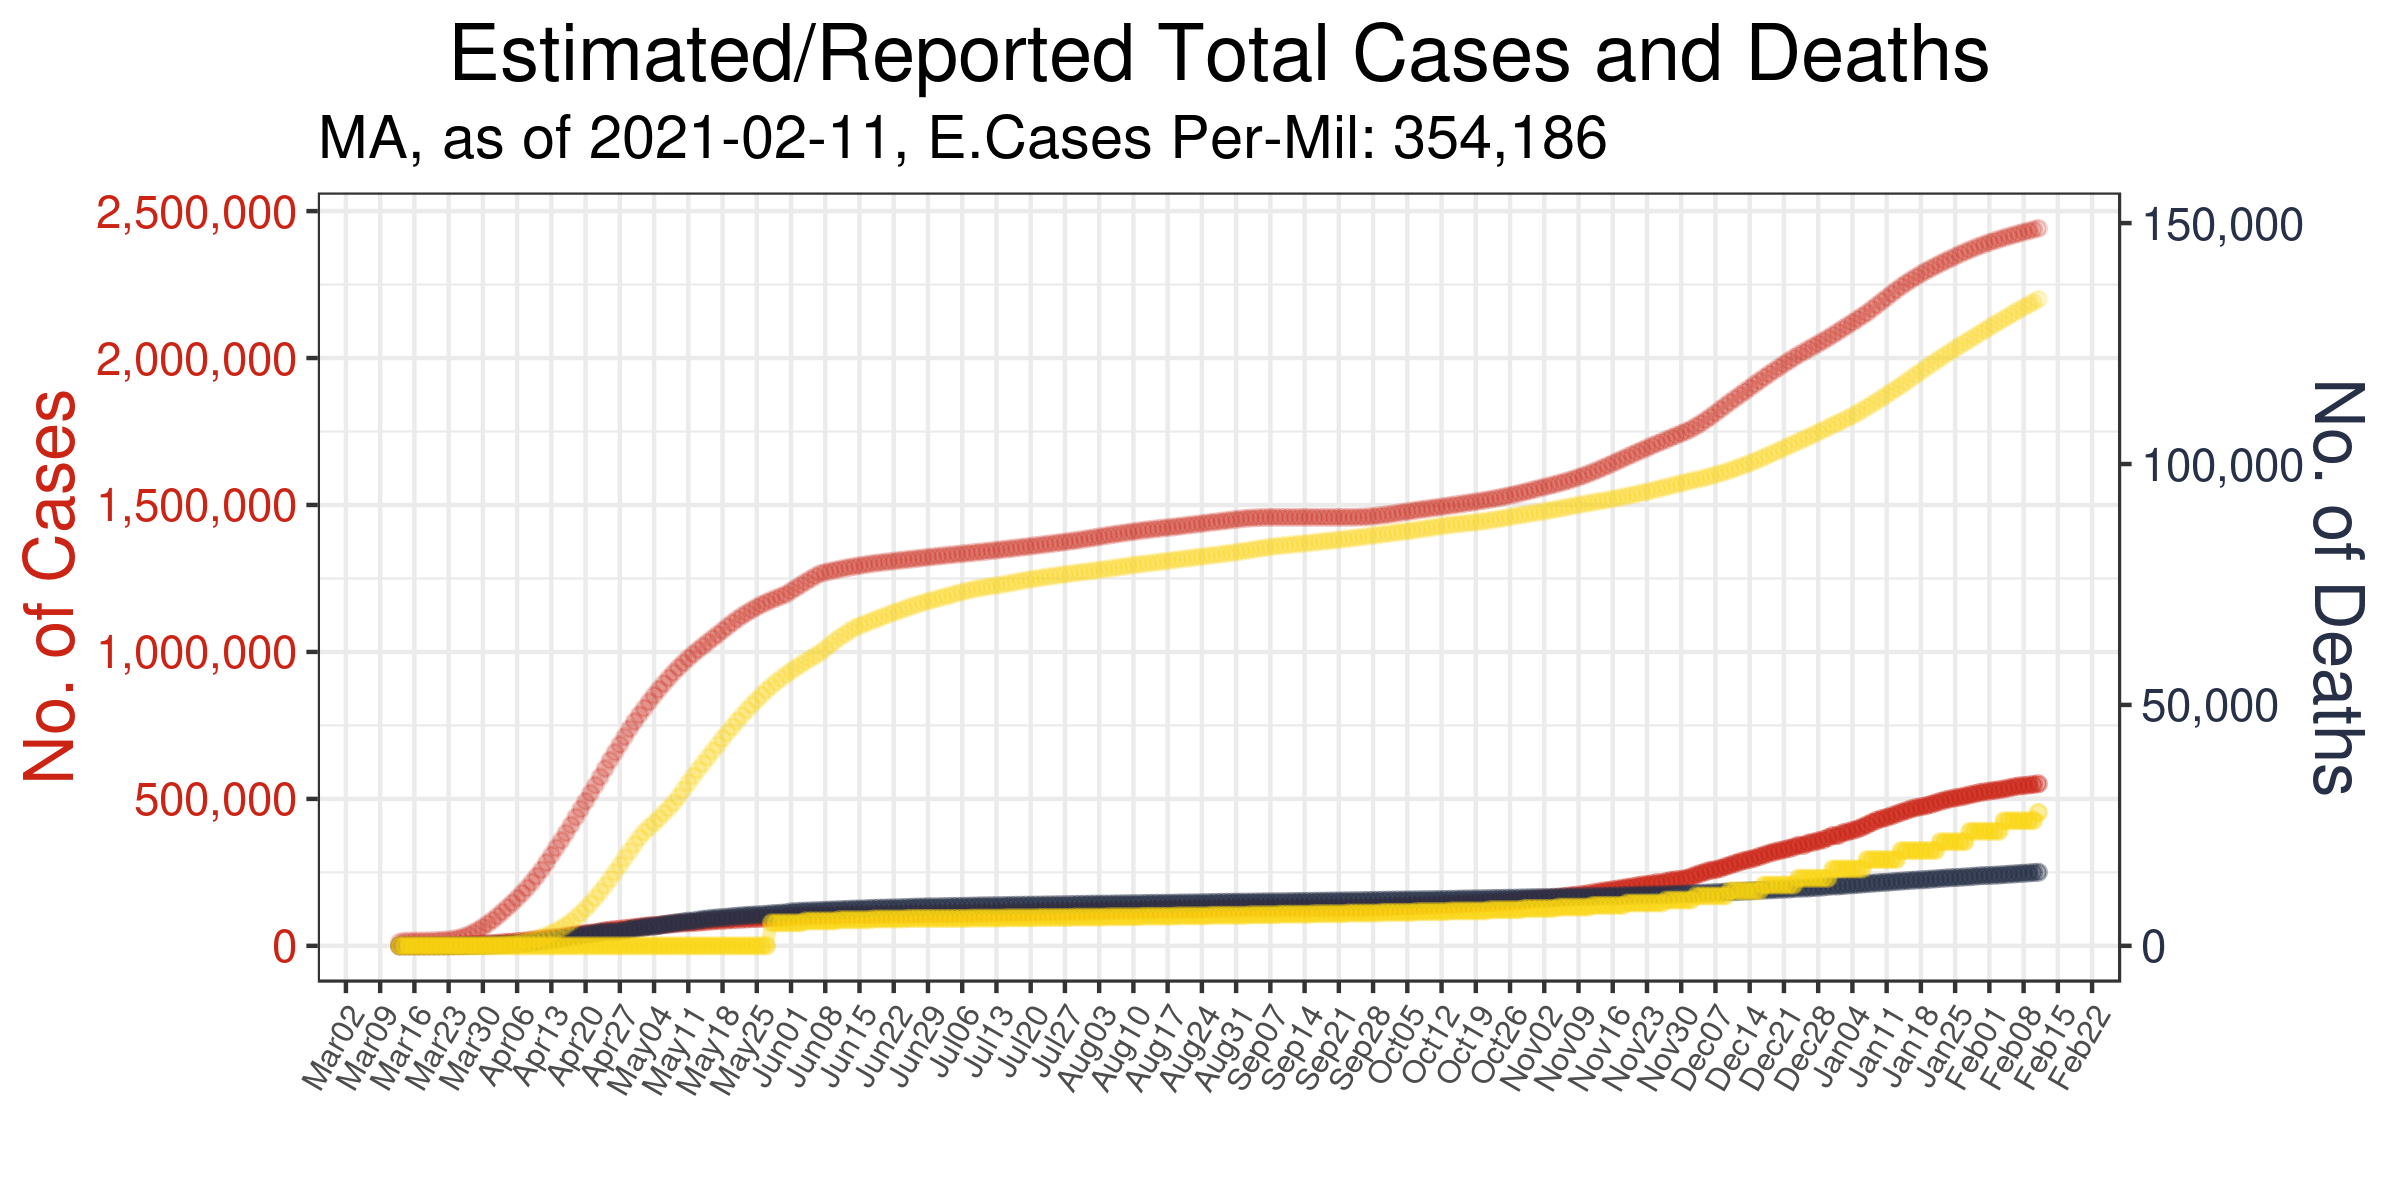 Estimated/Reported Total Cases and Deaths
MA, as of 2021-02-11, E.Cases Per-Mil: 354,186
No. of Cases
2,500,000
2,000,000
1,500,000
1,000,000
500,000
0
150,000
100,000
50,000
0
No. of Deaths
Mar02
Mar09
Mar16
Mar23
Mar30
Apr06
Apr13
Apr20
Apr27
May04
May11
May18
May25
Jun01
Jun08
Jun15
Jun22
Jun29
Jul06
Jul13
Jul20
Jul27
Aug03
Aug10
Aug17
Aug24
Aug31
Sep07
Sep14
Sep21
Sep28
Oct05
Oct12
Oct19
Oct26
Nov02
Nov09
Nov16
Nov23
Nov30
Dec07
Dec14
Dec21
Dec28
Jan04
Jan11
Jan18
Jan25
Feb01
Feb08
Feb15
Feb22